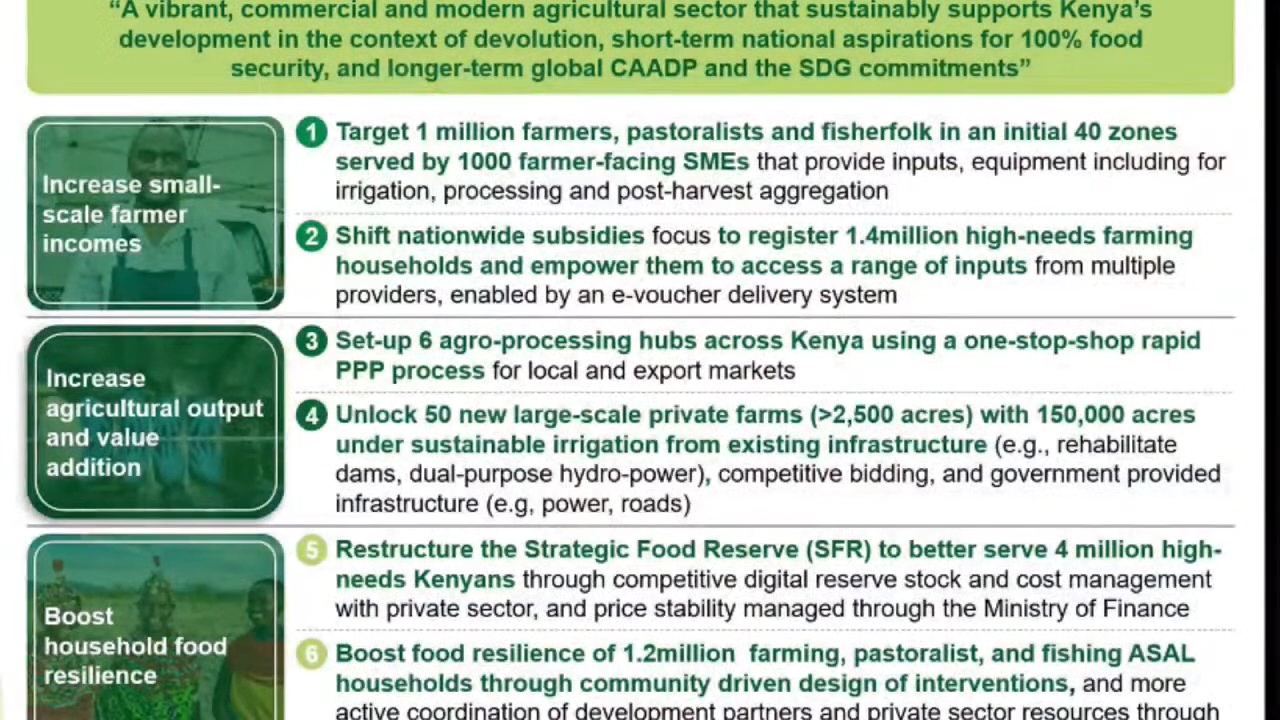 “A vibrant, commercial and modern agricultural sector that sustainably supports Kenya’s
development in the context of devolution, short-term national aspirations for 100% food
security, and longer-term global CAADP and the SDG commitments”
Increase small-
scale farmer
incomes
1 Target 1 million farmers, pastoralists and fisherfolk in an initial 40 zones
served by 1000 farmer-facing SMEs that provide inputs, equipment including for
irrigation, processing and post-harvest aggregation
2 Shift nationwide subsidies focus to register 1.4million high-needs farming
households and empower them to access a range of inputs from multiple
providers, enabled by an e-voucher delivery system
Increase
agricultural output
and value
addition
3 Set-up 6 agro-processing hubs across Kenya using a one-stop-shop rapid
PPP process for local and export markets
4 Unlock 50 new large-scale private farms (>2,500 acres) with 150,000 acres
under sustainable irrigation from existing infrastructure (e.g., rehabilitate
dams, dual-purpose hydro-power), competitive bidding, and government provided
infrastructure (e.g, power, roads)
Boost
household food
resilience
5 Restructure the Strategic Food Reserve (SFR) to better serve 4 million high-
needs Kenyans through competitive digital reserve stock and cost management
with private sector, and price stability managed through the Ministry of Finance
6 Boost food resilience of 1.2million farming, pastoralist, and fishing ASAL
households through community driven design of interventions, and more
active coordination of development partners and private sector resources through